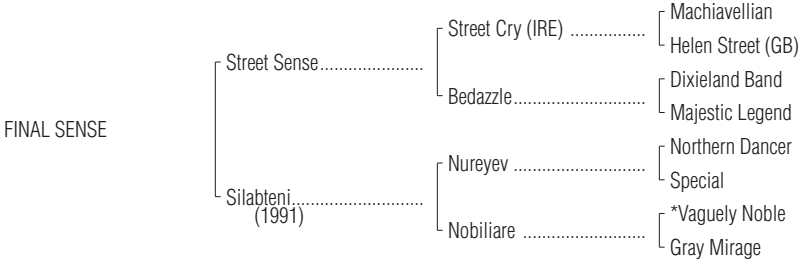 Machiavellian
Street Cry (IRE) ................
Helen Street (GB)
Street Sense......................
Dixieland Band
Bedazzle............................
Majestic Legend
FINAL SENSE
Northern Dancer
Nureyev ............................
Special
Silabteni............................
(1991)
*Vaguely Noble
Nobiliare ..........................
Gray Mirage